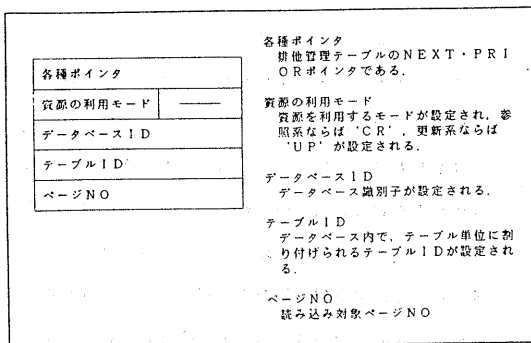 各種ポインタ
資源の利用モード ———
データベースID
テーブルID
ページNO
各種ポインタ
排他管理テーブルのNEXT・PRI
ORポインタである.
資源の利用モード
資源を利用するモードが設定され,参
照系ならば'CR',更新系ならば
'UP'が設定される.
データベースID
データベース識別子が設定される.
テーブルID
データベース内で,テーブル単位に割
り付けられるテーブルIDが設定され
る.
ページNO
読み込み対象ページNO